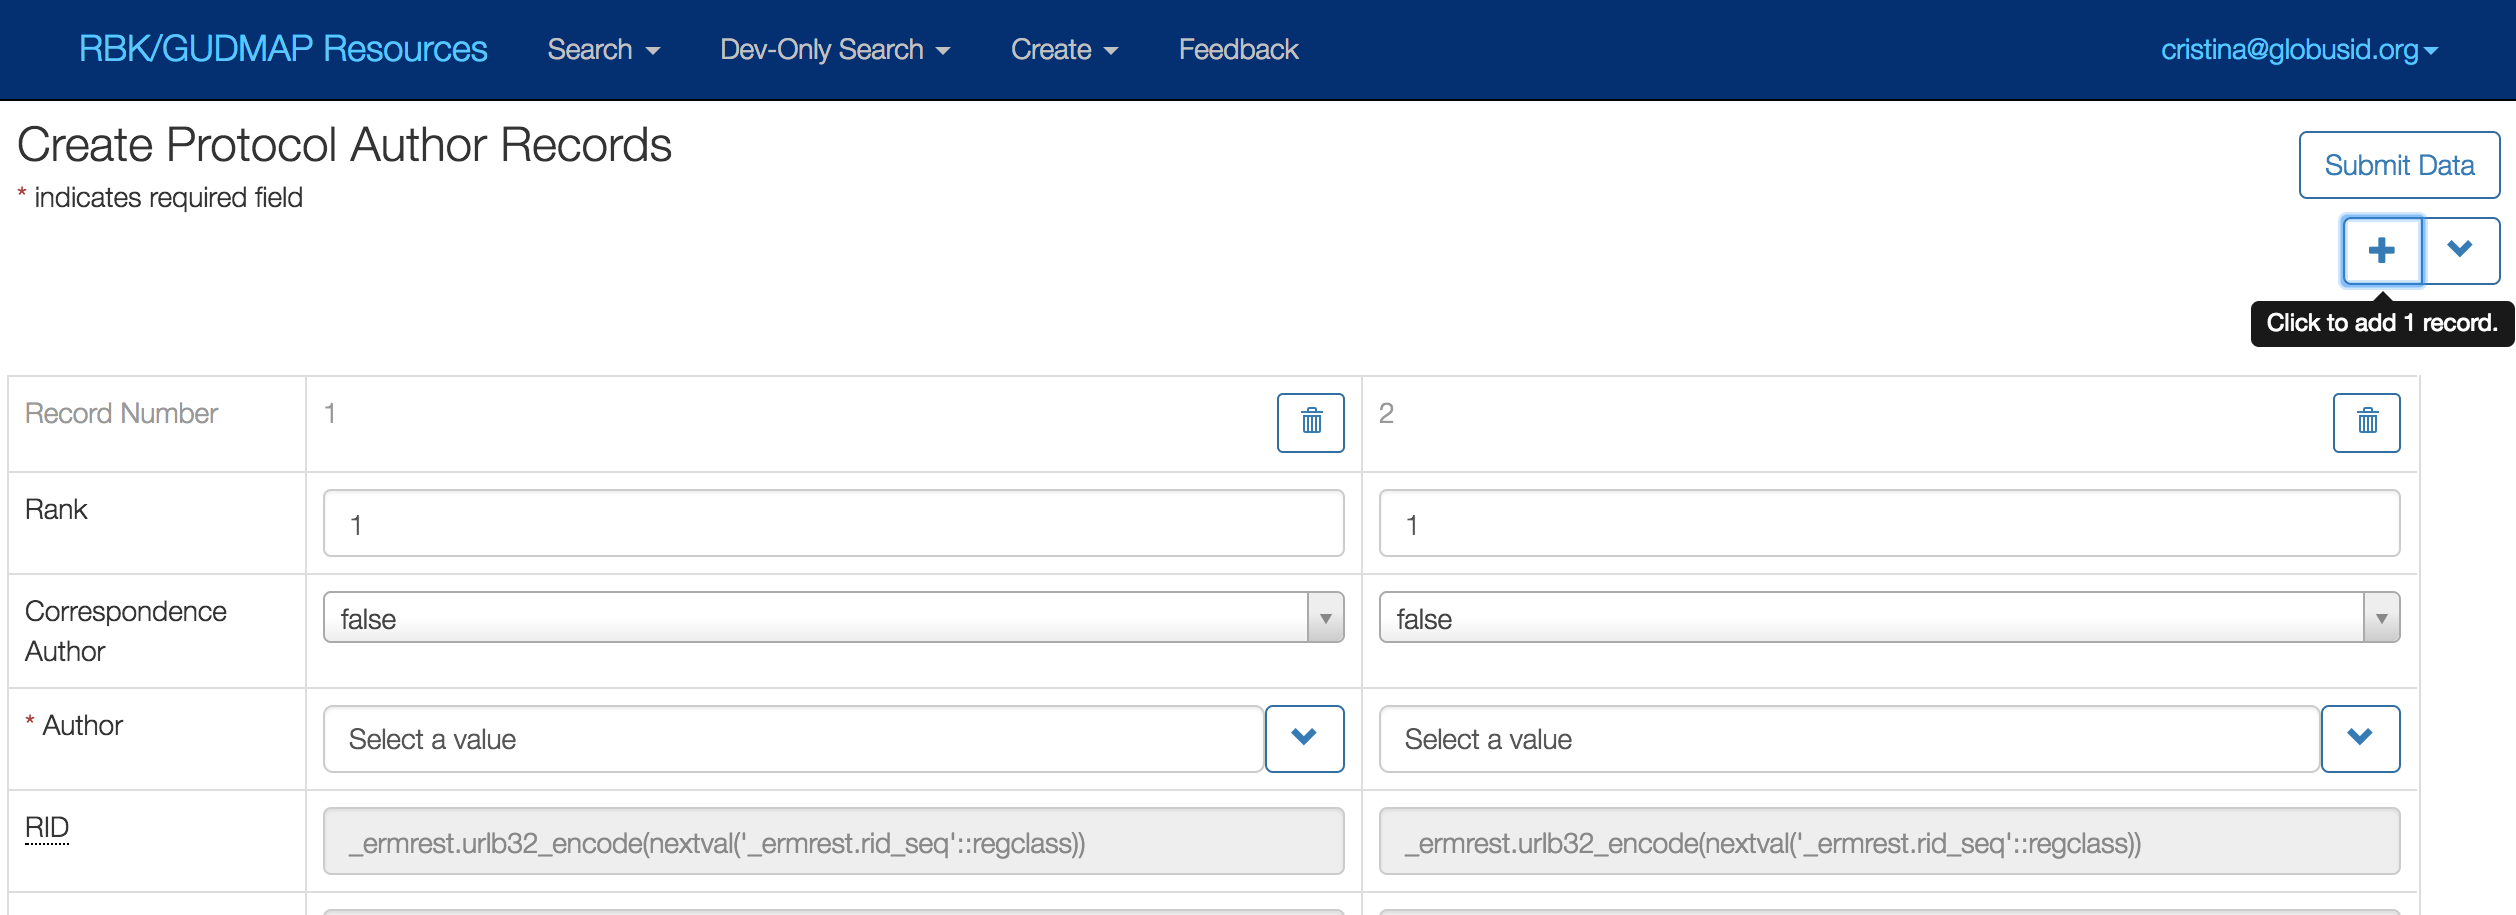 RBK/GUDMAP Resources Search Dev-Only Search Create Feedback cristina@globusid.org
Create Protocol Author Records
* indicates required field
Submit Data
Click to add 1 record.
Record Number 1 2
Rank 1 1
Correspondence Author false false
* Author Select a value Select a value
RID _ermrest.urlb32_encode(nextval('_ermrest.rid_seq'::regclass)) _ermrest.urlb32_encode(nextval('_ermrest.rid_seq'::regclass))